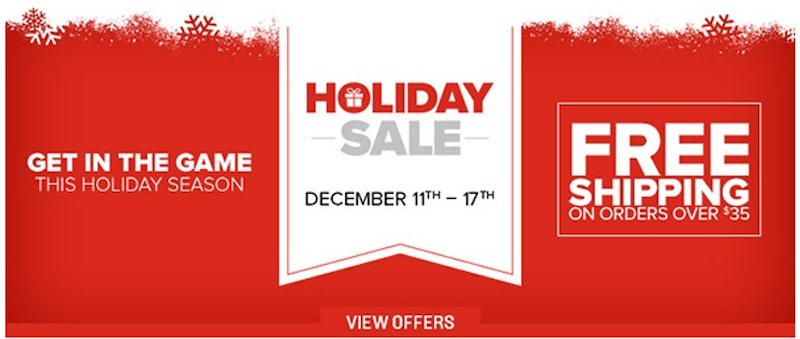 GET IN THE GAME
THIS HOLIDAY SEASON
HOLIDAY
SALE
DECEMBER 11TH – 17TH
FREE
SHIPPING
ON ORDERS OVER $35
VIEW OFFERS